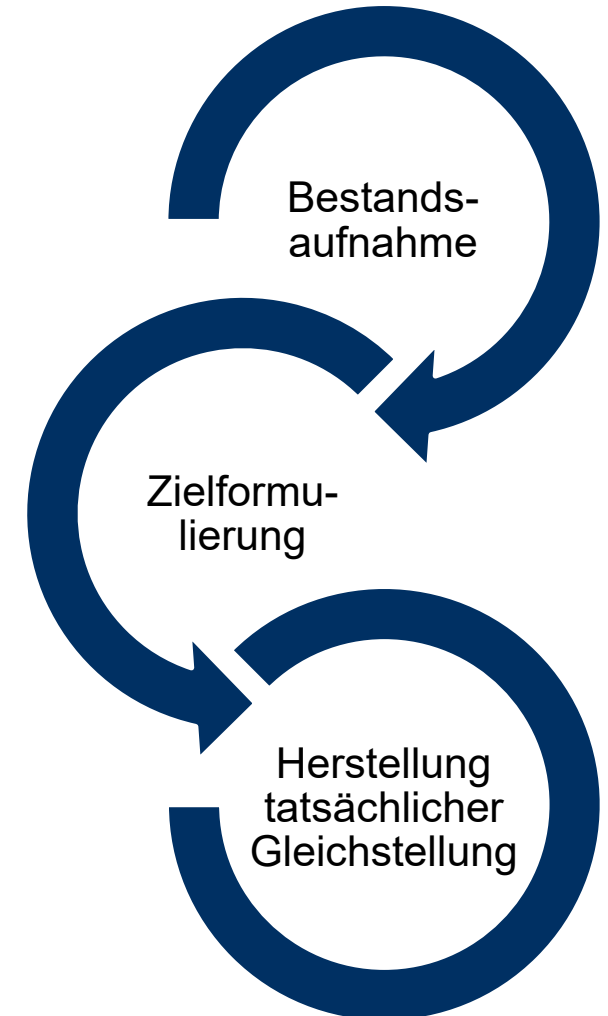 Bestands-
aufnahme
Zielformu-
lierung
Herstellung
tatsächlicher
Gleichstellung